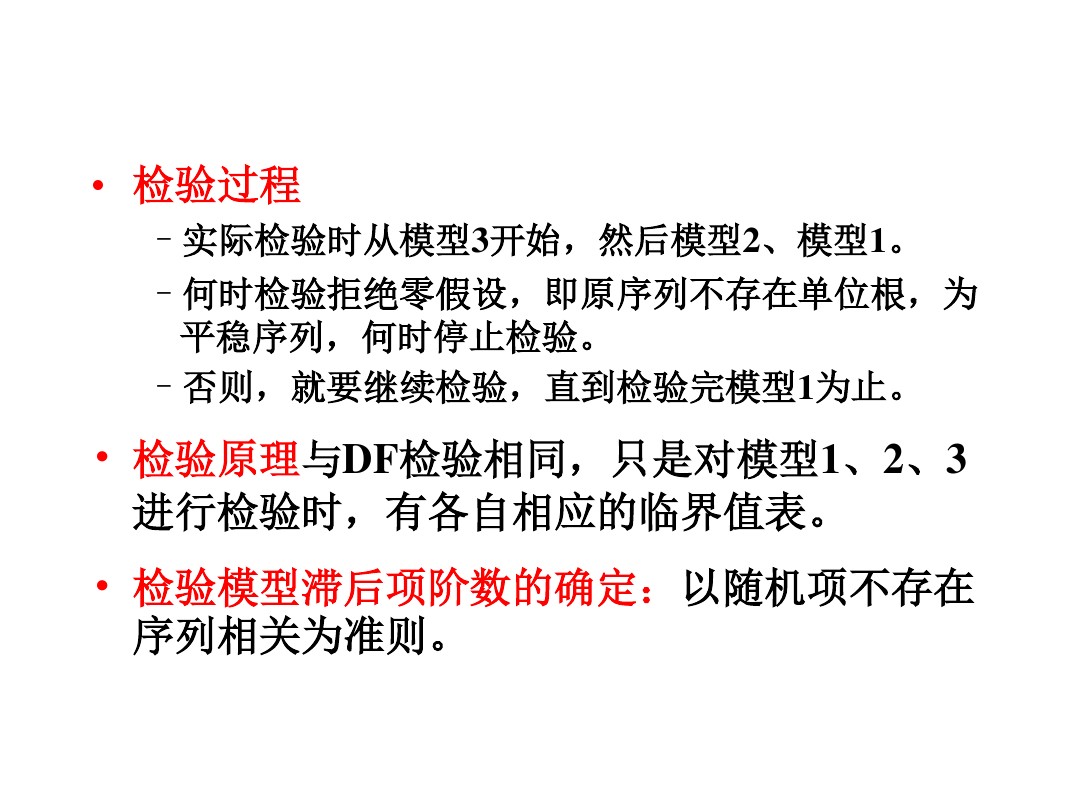 • 检验过程
– 实际检验时从模型3开始，然后模型2、模型1。
– 何时检验拒绝零假设，即原序列不存在单位根，为
平稳序列，何时停止检验。
– 否则，就要继续检验，直到检验完模型1为止。
• 检验原理与DF检验相同，只是对模型1、2、3
进行检验时，有各自相应的临界值表。
• 检验模型滞后项阶数的确定：以随机项不存在
序列相关为准则。